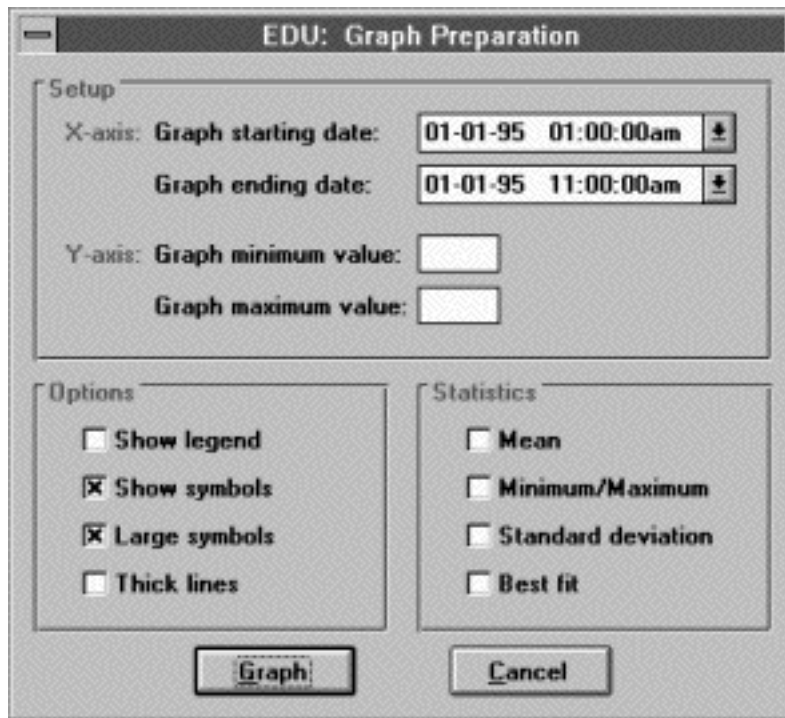 EDU: Graph Preparation
Setup
X-axis: Graph starting date: 01-01-95 01:00:00am
Graph ending date: 01-01-95 11:00:00am
Y-axis: Graph minimum value:
Graph maximum value:
Options
Show legend
Show symbols
Large symbols
Thick lines
Statistics
Mean
Minimum/Maximum
Standard deviation
Best fit
Graph
Cancel